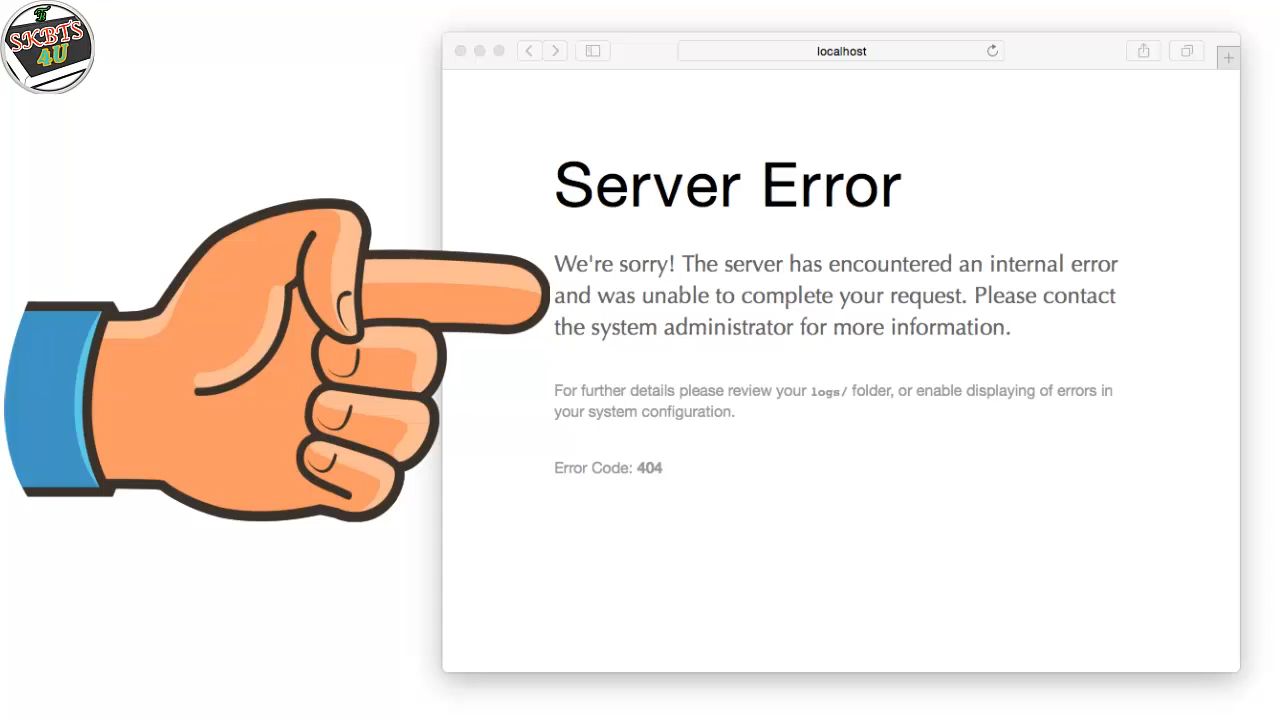 SKBTS
4U
localhost
Server Error
We're sorry! The server has encountered an internal error
and was unable to complete your request. Please contact
the system administrator for more information.
For further details please review your logs/ folder, or enable displaying of errors in
your system configuration.
Error Code: 404